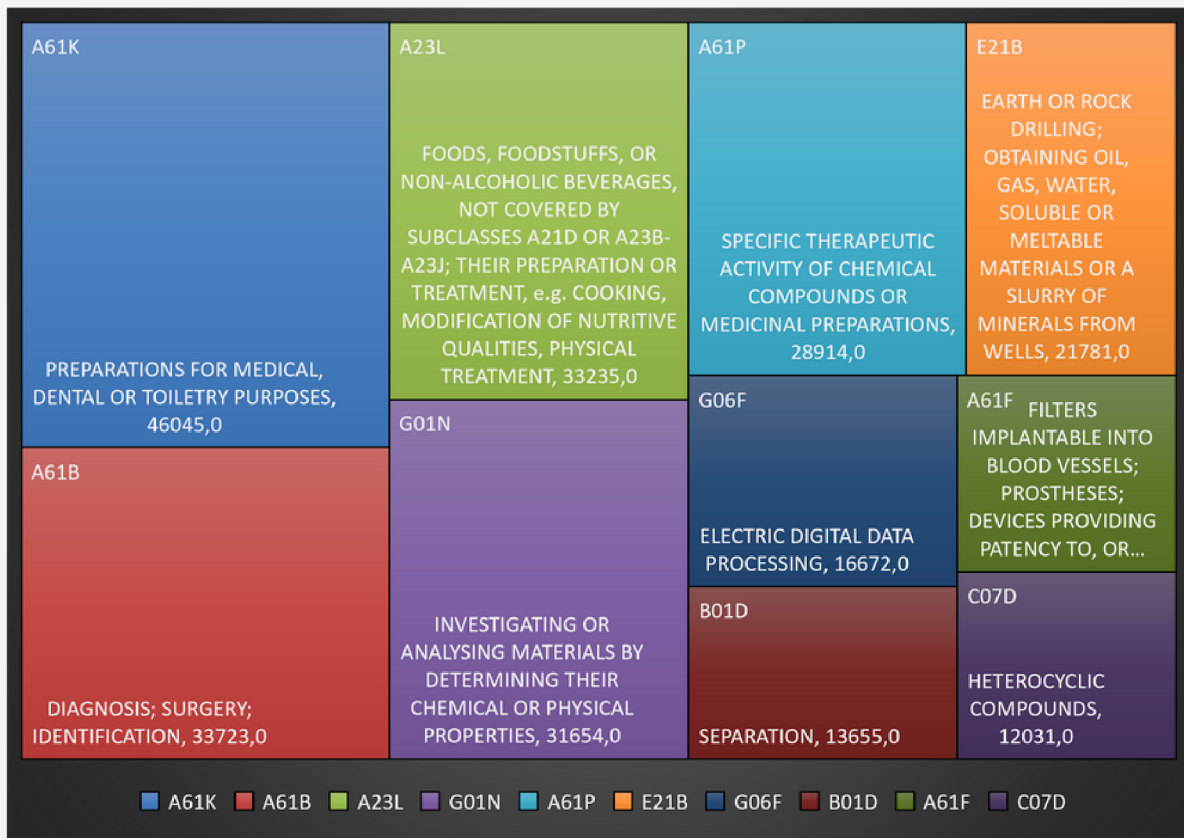 A61K
PREPARATIONS FOR MEDICAL,
DENTAL OR TOILETRY PURPOSES,
46045,0
A61B
DIAGNOSIS; SURGERY;
IDENTIFICATION, 33723,0
A23L
FOODS, FOODSTUFFS, OR
NON-ALCOHOLIC BEVERAGES,
NOT COVERED BY
SUBCLASSES A21D OR A23B-
A23J; THEIR PREPARATION OR
TREATMENT, e.g. COOKING,
MODIFICATION OF NUTRITIVE
QUALITIES, PHYSICAL
TREATMENT, 33235,0
G01N
INVESTIGATING OR
ANALYSING MATERIALS BY
DETERMINING THEIR
CHEMICAL OR PHYSICAL
PROPERTIES, 31654,0
A61P
SPECIFIC THERAPEUTIC
ACTIVITY OF CHEMICAL
COMPOUNDS OR
MEDICINAL PREPARATIONS,
28914,0
E21B
EARTH OR ROCK
DRILLING;
OBTAINING OIL,
GAS, WATER,
SOLUBLE OR
MELTABLE
MATERIALS OR A
SLURRY OF
MINERALS FROM
WELLS, 21781,0
G06F
ELECTRIC DIGITAL DATA
PROCESSING, 16672,0
B01D
SEPARATION, 13655,0
A61F
FILTERS
IMPLANTABLE INTO
BLOOD VESSELS;
PROSTHESES;
DEVICES PROVIDING
PATENCY TO, OR...
C07D
HETEROCYCLIC
COMPOUNDS,
12031,0
A61K A61B A23L G01N A61P E21B G06F B01D A61F C07D